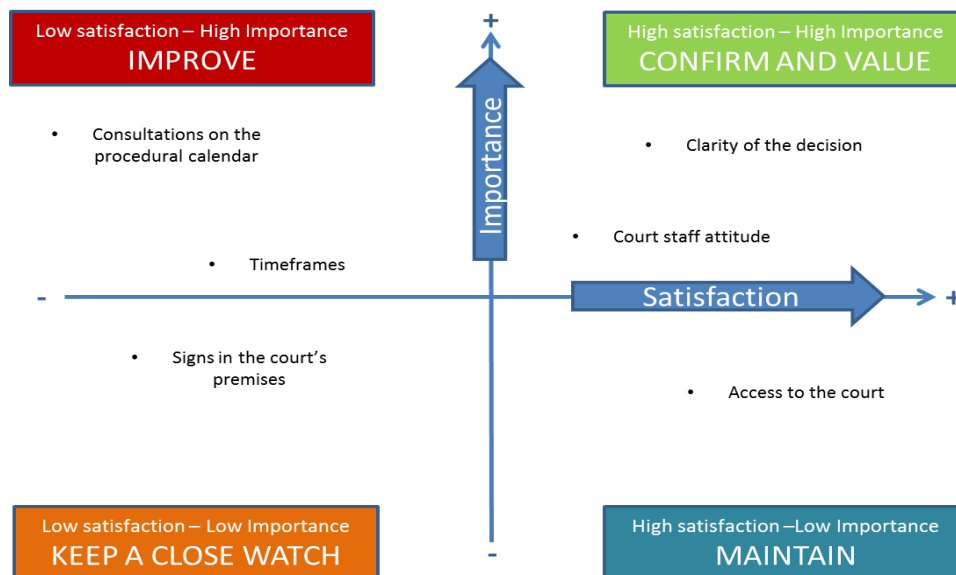 Low satisfaction – High Importance
IMPROVE
+
High satisfaction – High Importance
CONFIRM AND VALUE
• Consultations on the
procedural calendar
Importance
• Clarity of the decision
• Court staff attitude
• Timeframes
-
Satisfaction
+
• Signs in the court’s
premises
• Access to the court
Low satisfaction – Low Importance
KEEP A CLOSE WATCH
-
High satisfaction –Low Importance
MAINTAIN